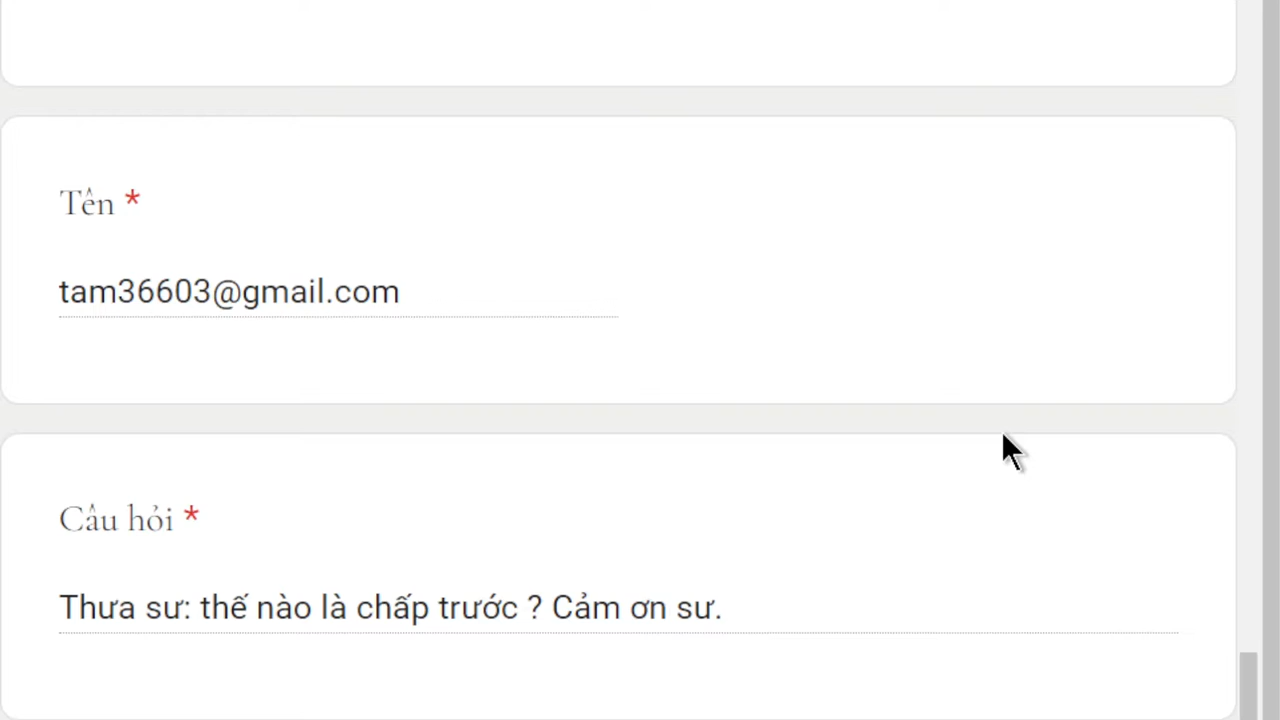 Tên *
tam36603@gmail.com
Câu hỏi *
Thưa sư: thế nào là chấp trước ? Cảm ơn sư.